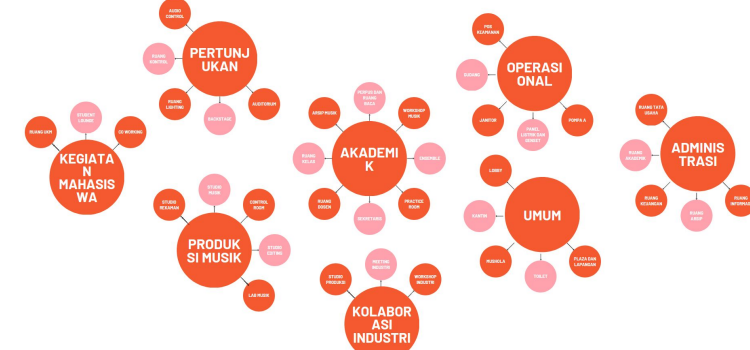 AUDIO
CONTROL
RUANG
CONTROL
PERTUNJ
UKAN
RUANG
LIGHTING
BACKSTAGE
AUDITORIUM
POS
KEAMANAN
GUDANG
OPERASI
ONAL
JANITOR
PANEL
LISTRIK DAN
GENSET
POMPA A
STUDENT
LOUNGE
RUANG UKM
CO WORKING
KEGIATA
N
MAHASIS
WA
PERPUS DAN
RUANG
BACA
ARSIP MUSIK
WORKSHOP
MUSIK
RUANG
KELAS
AKADEMI
K
ENSEMBLE
RUANG
DOSEN
SEKRETARIS
PRACTICE
ROOM
RUANG TATA
USAHA
RUANG
AKADEMIK
ADMINIS
TRASI
RUANG
KEUANGAN
RUANG
ARSIP
RUANG
INFORMASI
STUDIO
MUSIK
STUDIO
REKAMAN
CONTROL
ROOM
PRODUK
SI MUSIK
STUDIO
EDITING
LAB MUSIK
LOBBY
KANTIN
UMUM
MUSHOLA
TOILET
PLAZA DAN
LAPANGAN
MEETING
INDUSTRI
STUDIO
PRODUKSI
WORKSHOP
INDUSTRI
KOLABOR
ASI
INDUSTRI